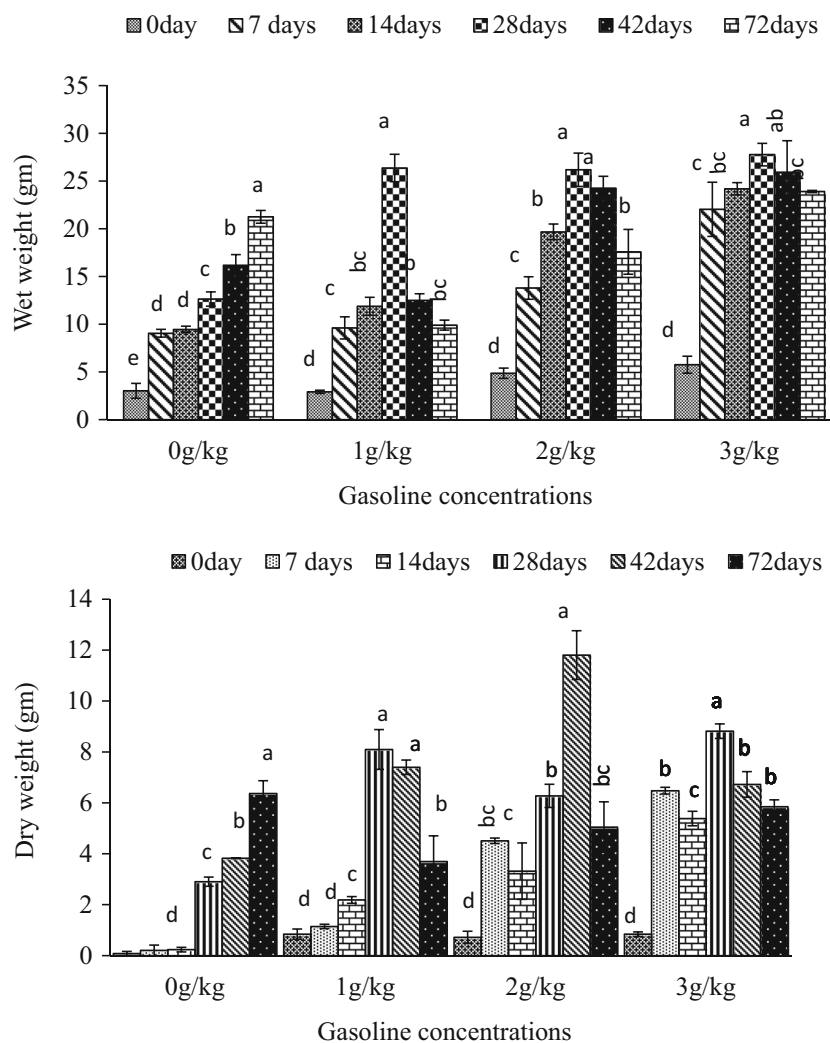 0day 7 days 14days 28days 42days 72days
35
30
25
20
15
10
5
0
Wet weight (gm)
e d d c b a
d c bc a b bc
d c b a a b
d c bc a ab bc
0g/kg 1g/kg 2g/kg 3g/kg
Gasoline concentrations
0day 7 days 14days 28days 42days 72days
14
12
10
8
6
4
2
0
Dry weight (gm)
d c b a
d d c a a b
d bc c b a bc
d b c a b b
0g/kg 1g/kg 2g/kg 3g/kg
Gasoline concentrations